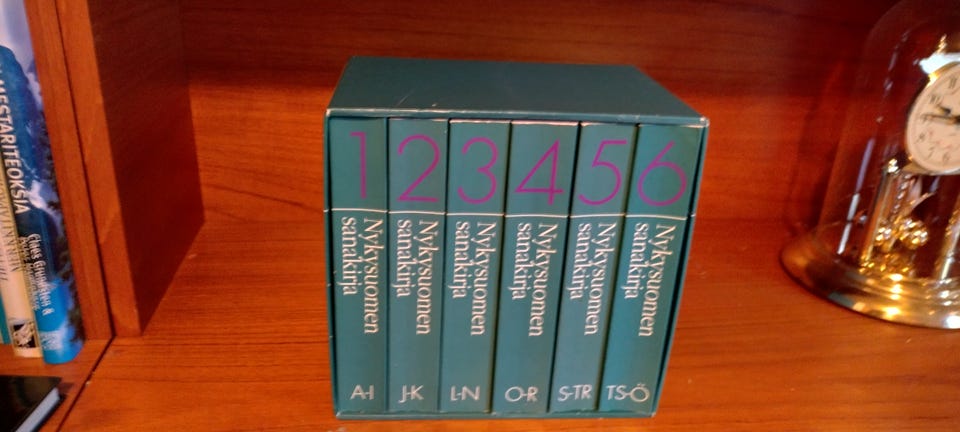 MESTARITEOKSIA
1
Nykysuomen
sanakirja
A-I
2
Nykysuomen
sanakirja
J-K
3
Nykysuomen
sanakirja
L-N
4
Nykysuomen
sanakirja
O-R
5
Nykysuomen
sanakirja
S-TR
6
Nykysuomen
sanakirja
TS-Ö